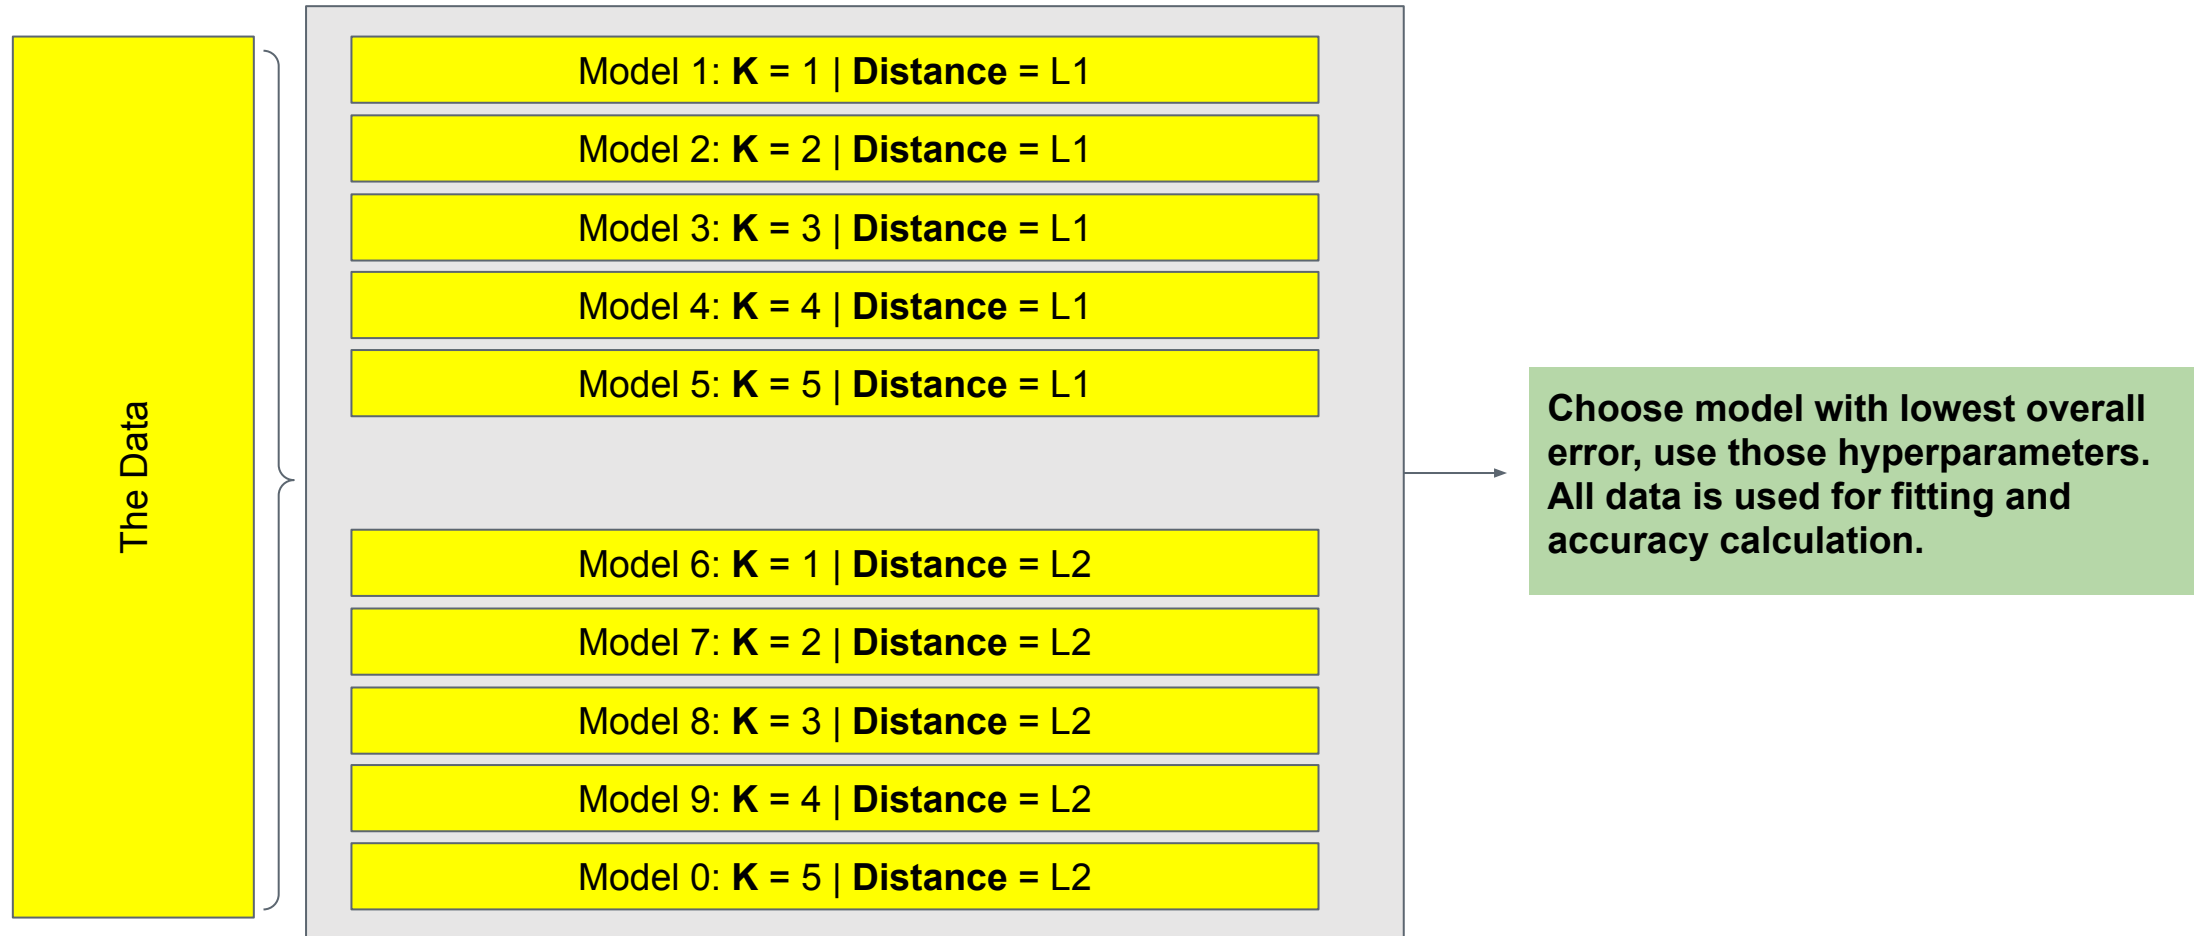 The Data
Model 1: K = 1 | Distance = L1
Model 2: K = 2 | Distance = L1
Model 3: K = 3 | Distance = L1
Model 4: K = 4 | Distance = L1
Model 5: K = 5 | Distance = L1
Model 6: K = 1 | Distance = L2
Model 7: K = 2 | Distance = L2
Model 8: K = 3 | Distance = L2
Model 9: K = 4 | Distance = L2
Model 0: K = 5 | Distance = L2
Choose model with lowest overall
error, use those hyperparameters.
All data is used for fitting and
accuracy calculation.